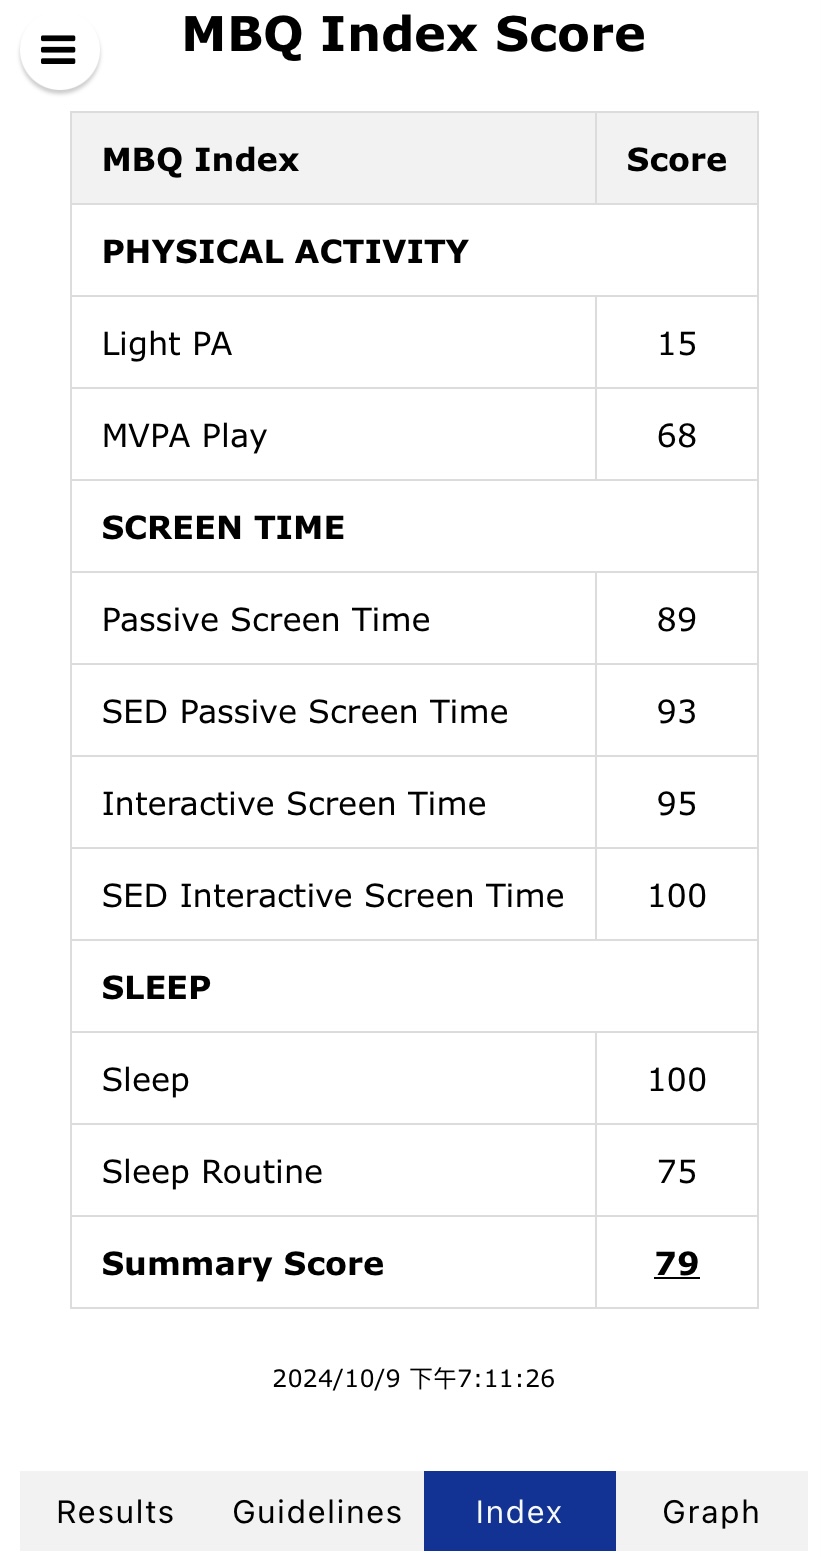 MBQ Index Score
MBQ Index Score
PHYSICAL ACTIVITY
Light PA 15
MVPA Play 68
SCREEN TIME
Passive Screen Time 89
SED Passive Screen Time 93
Interactive Screen Time 95
SED Interactive Screen Time 100
SLEEP
Sleep 100
Sleep Routine 75
Summary Score 79
2024/10/9 下午7:11:26
Results Guidelines Index Graph